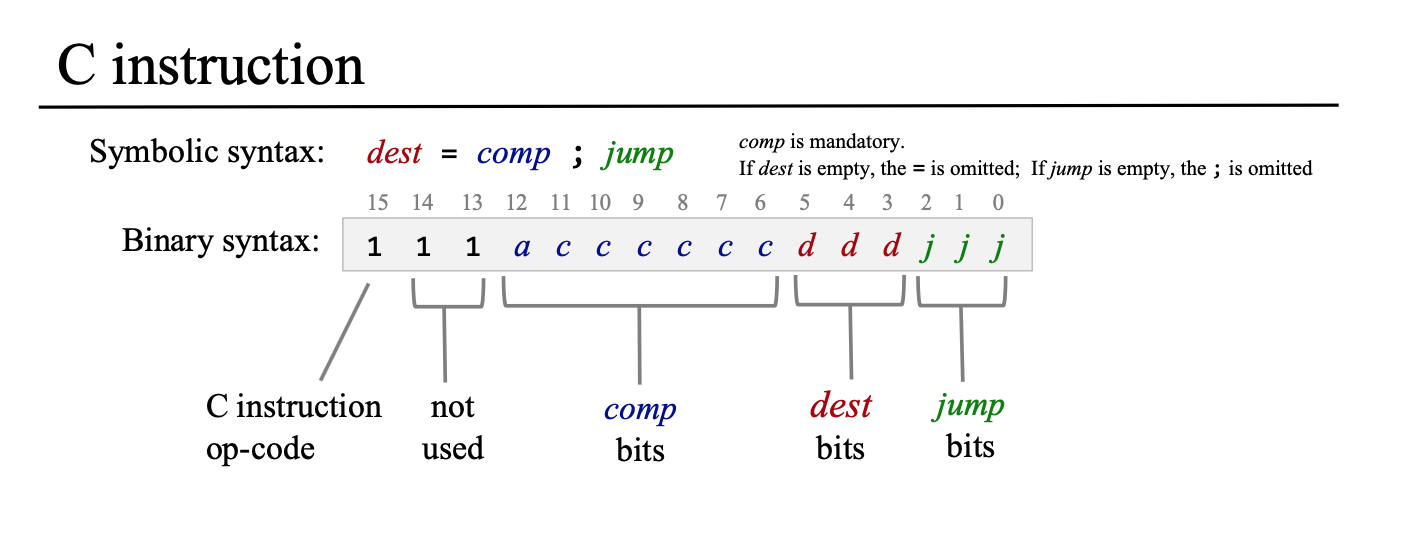 C instruction
Symbolic syntax: dest = comp ; jump
comp is mandatory.
If dest is empty, the = is omitted; If jump is empty, the ; is omitted
15 14 13 12 11 10 9 8 7 6 5 4 3 2 1 0
Binary syntax: 1 1 1 a c c c c c c d d d j j j
C instruction
op-code
not
used
comp
bits
dest
bits
jump
bits